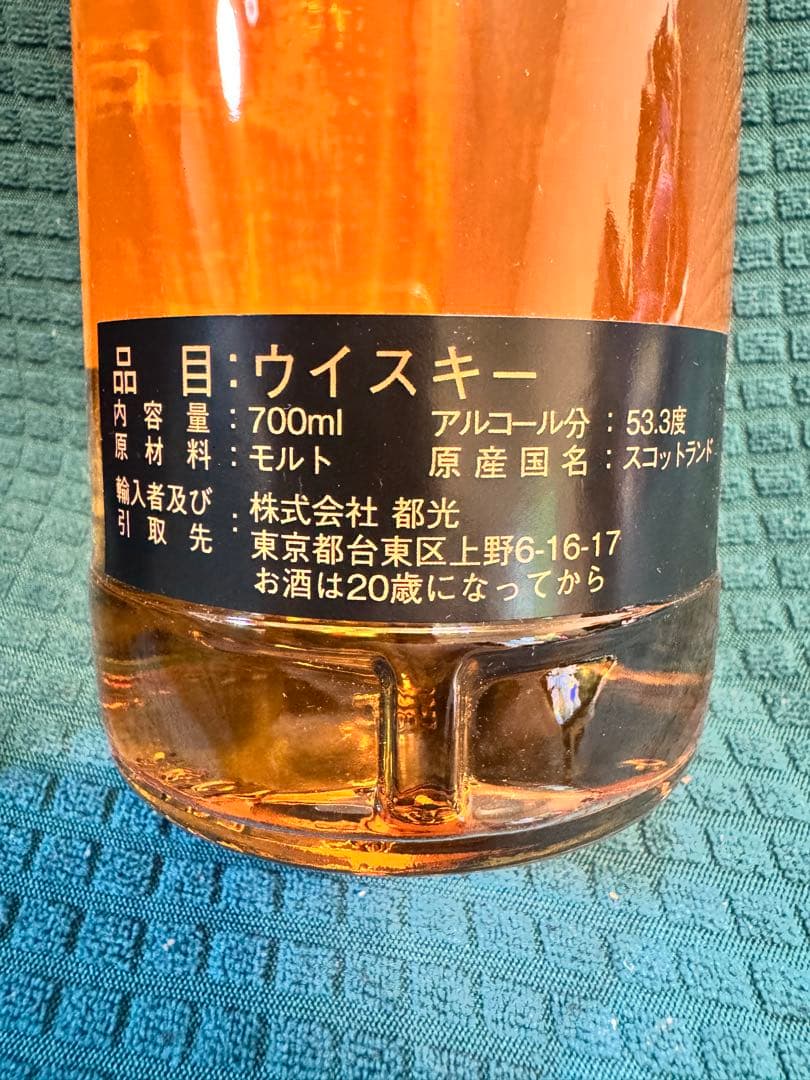 品目：ウイスキー
内容量：700ml　アルコール分：53.3度
原材料：モルト　原産国名：スコットランド
輸入者及び引取先：株式会社 都光
東京都台東区上野6-16-17
お酒は20歳になってから